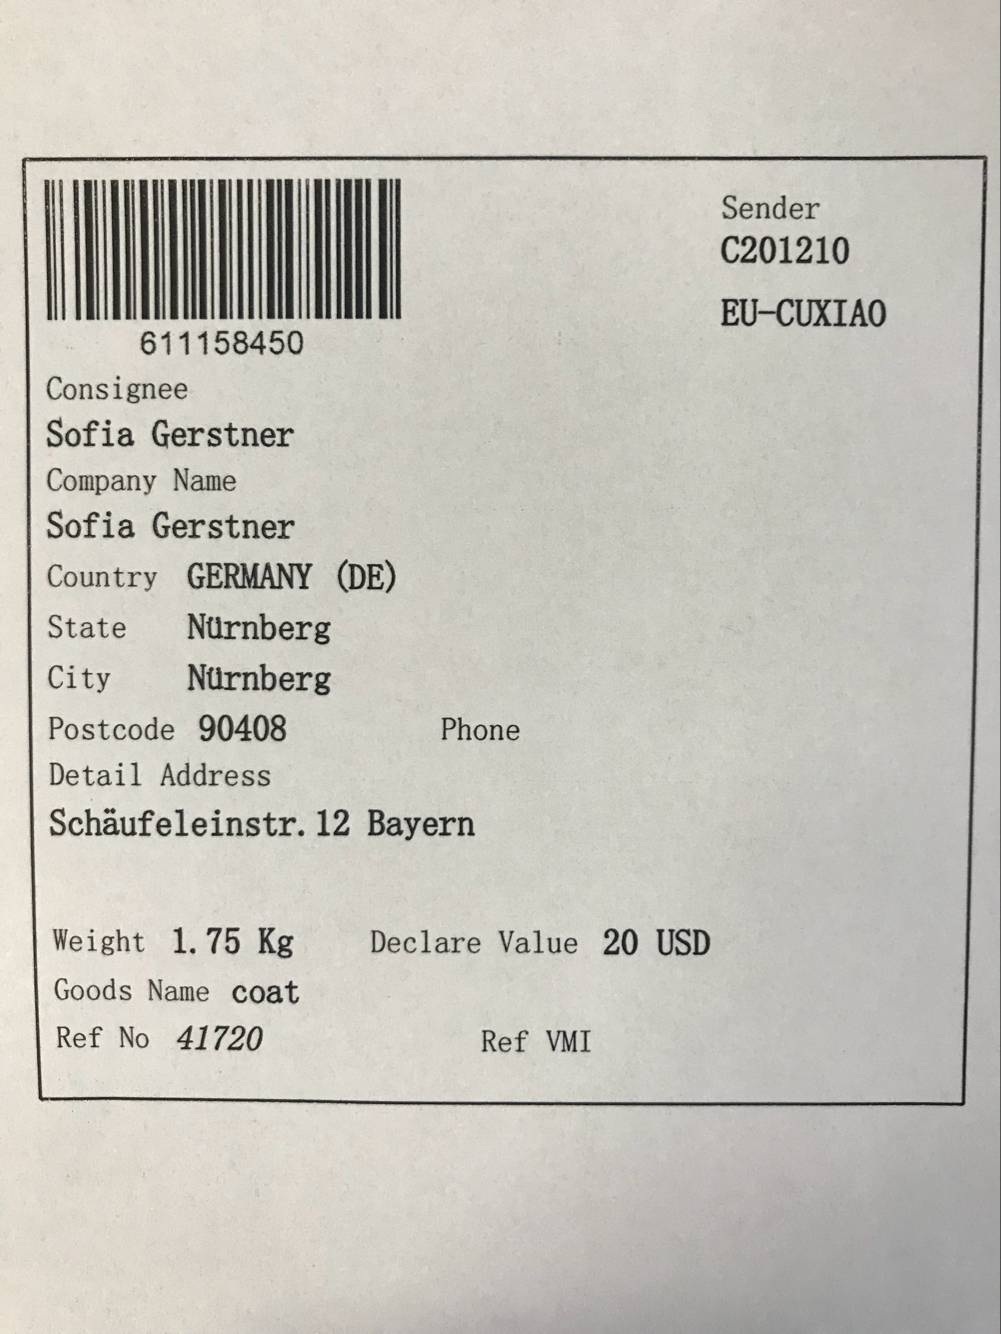 Sender
C201210
EU-CUXIAO
611158450
Consignee
Sofia Gerstner
Company Name
Sofia Gerstner
Country GERMANY (DE)
State Nürnberg
City Nürnberg
Postcode 90408 Phone
Detail Address
Schäufeleinstr. 12 Bayern
Weight 1.75 Kg Declare Value 20 USD
Goods Name coat
Ref No 41720 Ref VMI